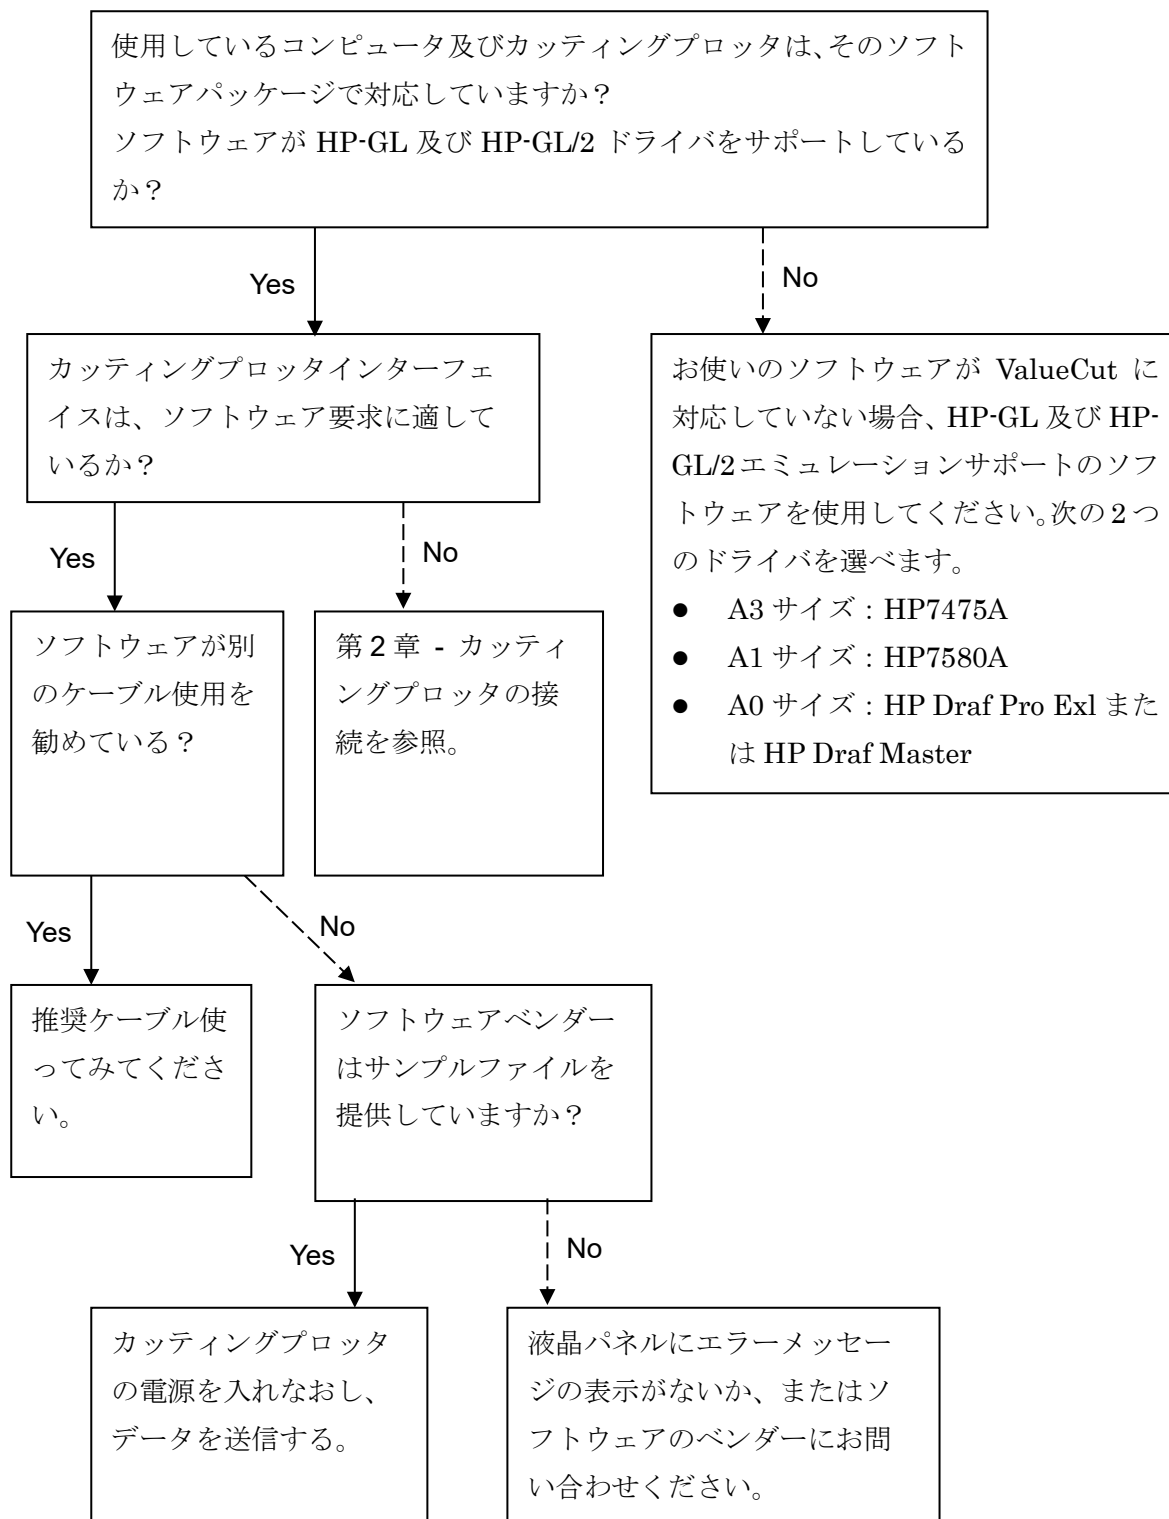 使用しているコンピュータ及びカッティングプロッタは、そのソフト
ウェアパッケージで対応していますか？
ソフトウェアが HP-GL 及び HP-GL/2 ドライバをサポートしている
か？
Yes
No
カッティングプロッタインターフェ
イスは、ソフトウェア要求に適して
いるか？
お使いのソフトウェアが ValueCut に
対応していない場合、HP-GL 及び HP-
GL/2 エミュレーションサポートのソフ
トウェアを使用してください。次の 2 つ
のドライバを選べます。
● A3 サイズ：HP7475A
● A1 サイズ：HP7580A
● A0 サイズ：HP Draf Pro Exl また
は HP Draf Master
Yes
No
ソフトウェアが別
のケーブル使用を
勧めている？
第 2 章 - カッティ
ングプロッタの接
続を参照。
Yes
No
推奨ケーブル使
ってみてくださ
い。
ソフトウェアベンダー
はサンプルファイルを
提供していますか？
Yes
No
カッティングプロッタ
の電源を入れなおし、
データを送信する。
液晶パネルにエラーメッセー
ジの表示がないか、またはソ
フトウェアのベンダーにお問
い合わせください。